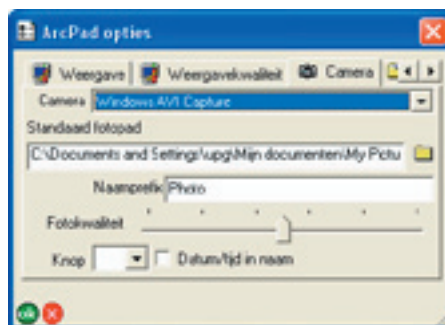 ArcPad opties
Weergave Weergavekwaliteit Camera
Camera Windows AVI Capture
Standaard fotopad
C:\Documents and Settings\upg\Mijn documenten\My Pictu
Naamprefix Photo
Fotokwaliteit
Knop Datum/tijd in naam
ok